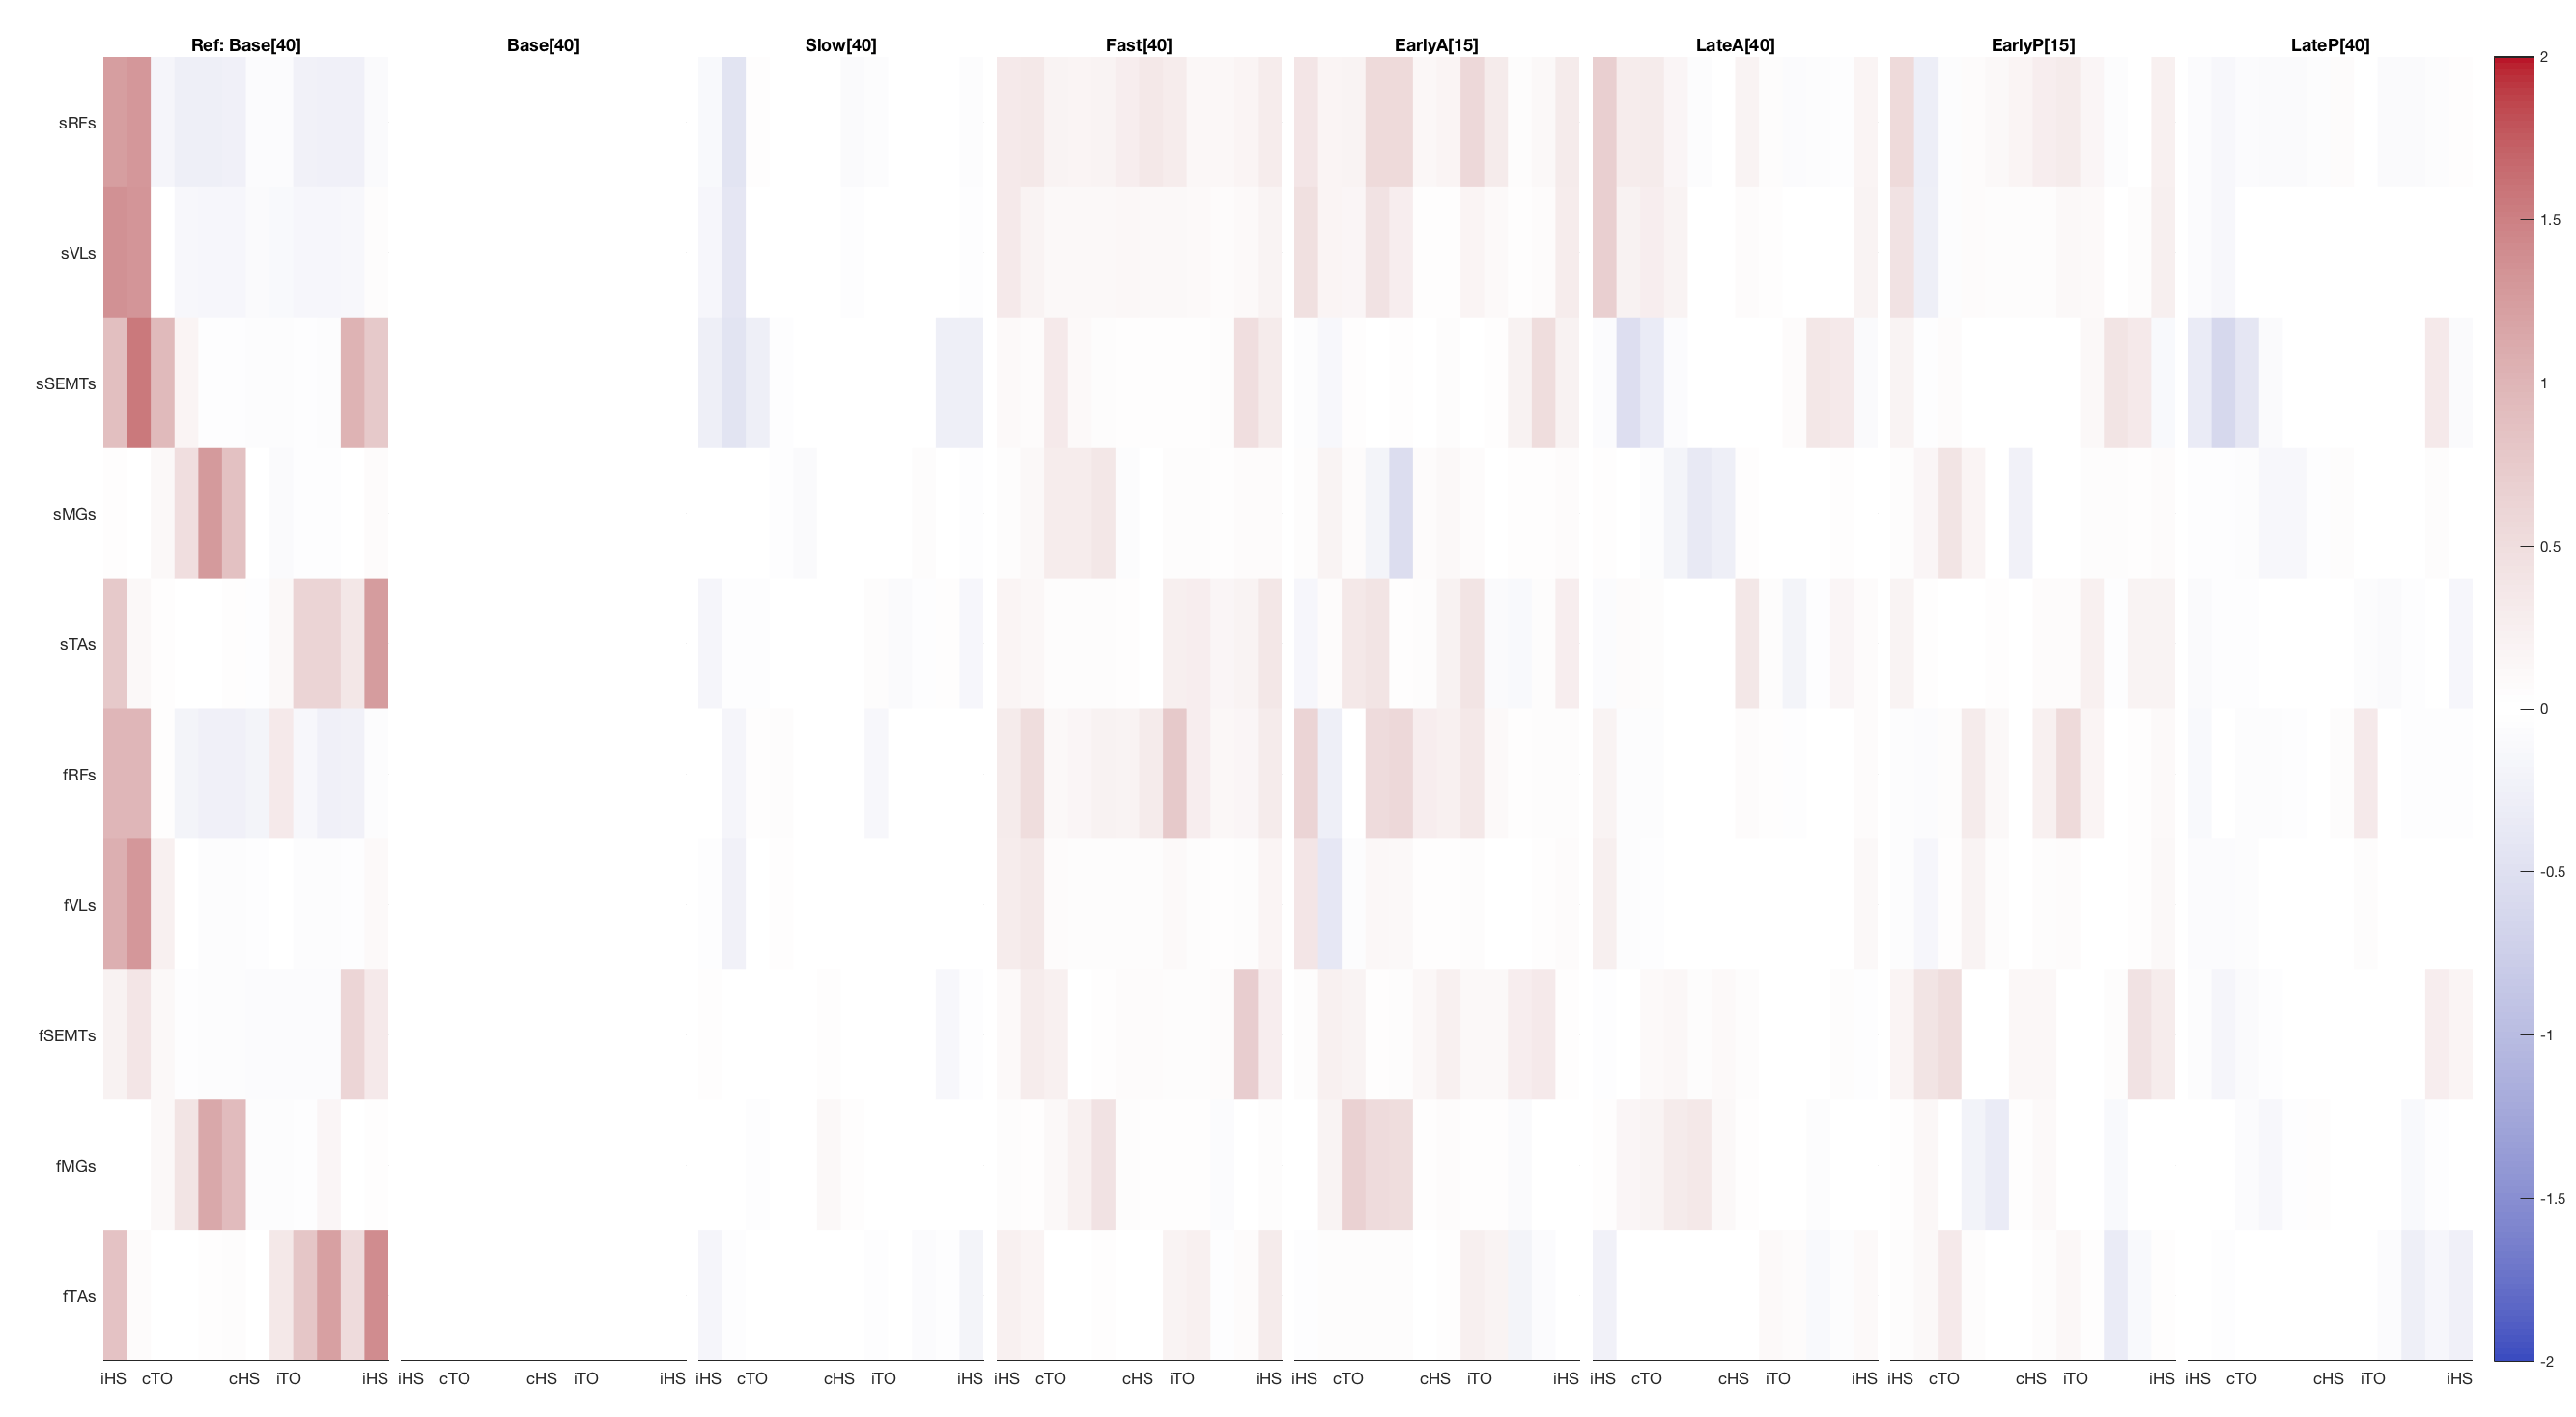 Ref: Base[40] Base[40] Slow[40] Fast[40] EarlyA[15] LateA[40] EarlyP[15] LateP[40]
2
sRFs
1.5
sVLs
sSEMTs
1
sMGs
0.5
sTAs
0
fRFs
-0.5
fVLs
fSEMTs
-1
fMGs
-1.5
fTAs
-2
iHS cTO cHS iTO iHS iHS cTO cHS iTO iHS iHS cTO cHS iTO iHS iHS cTO cHS iTO iHS iHS cTO cHS iTO iHS iHS cTO cHS iTO iHS iHS cTO cHS iTO iHS iHS cTO cHS iTO iHS